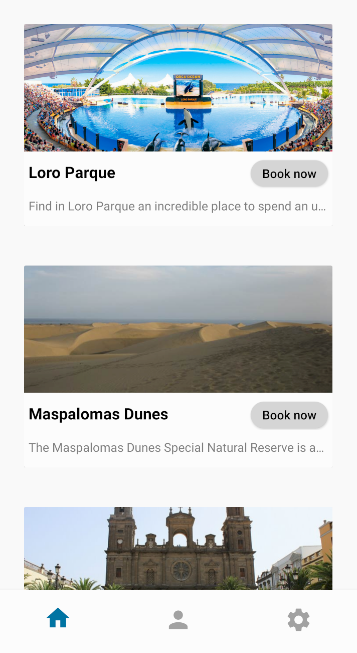 Loro Parque
Book now
Find in Loro Parque an incredible place to spend an u...
Maspalomas Dunes
Book now
The Maspalomas Dunes Special Natural Reserve is a...